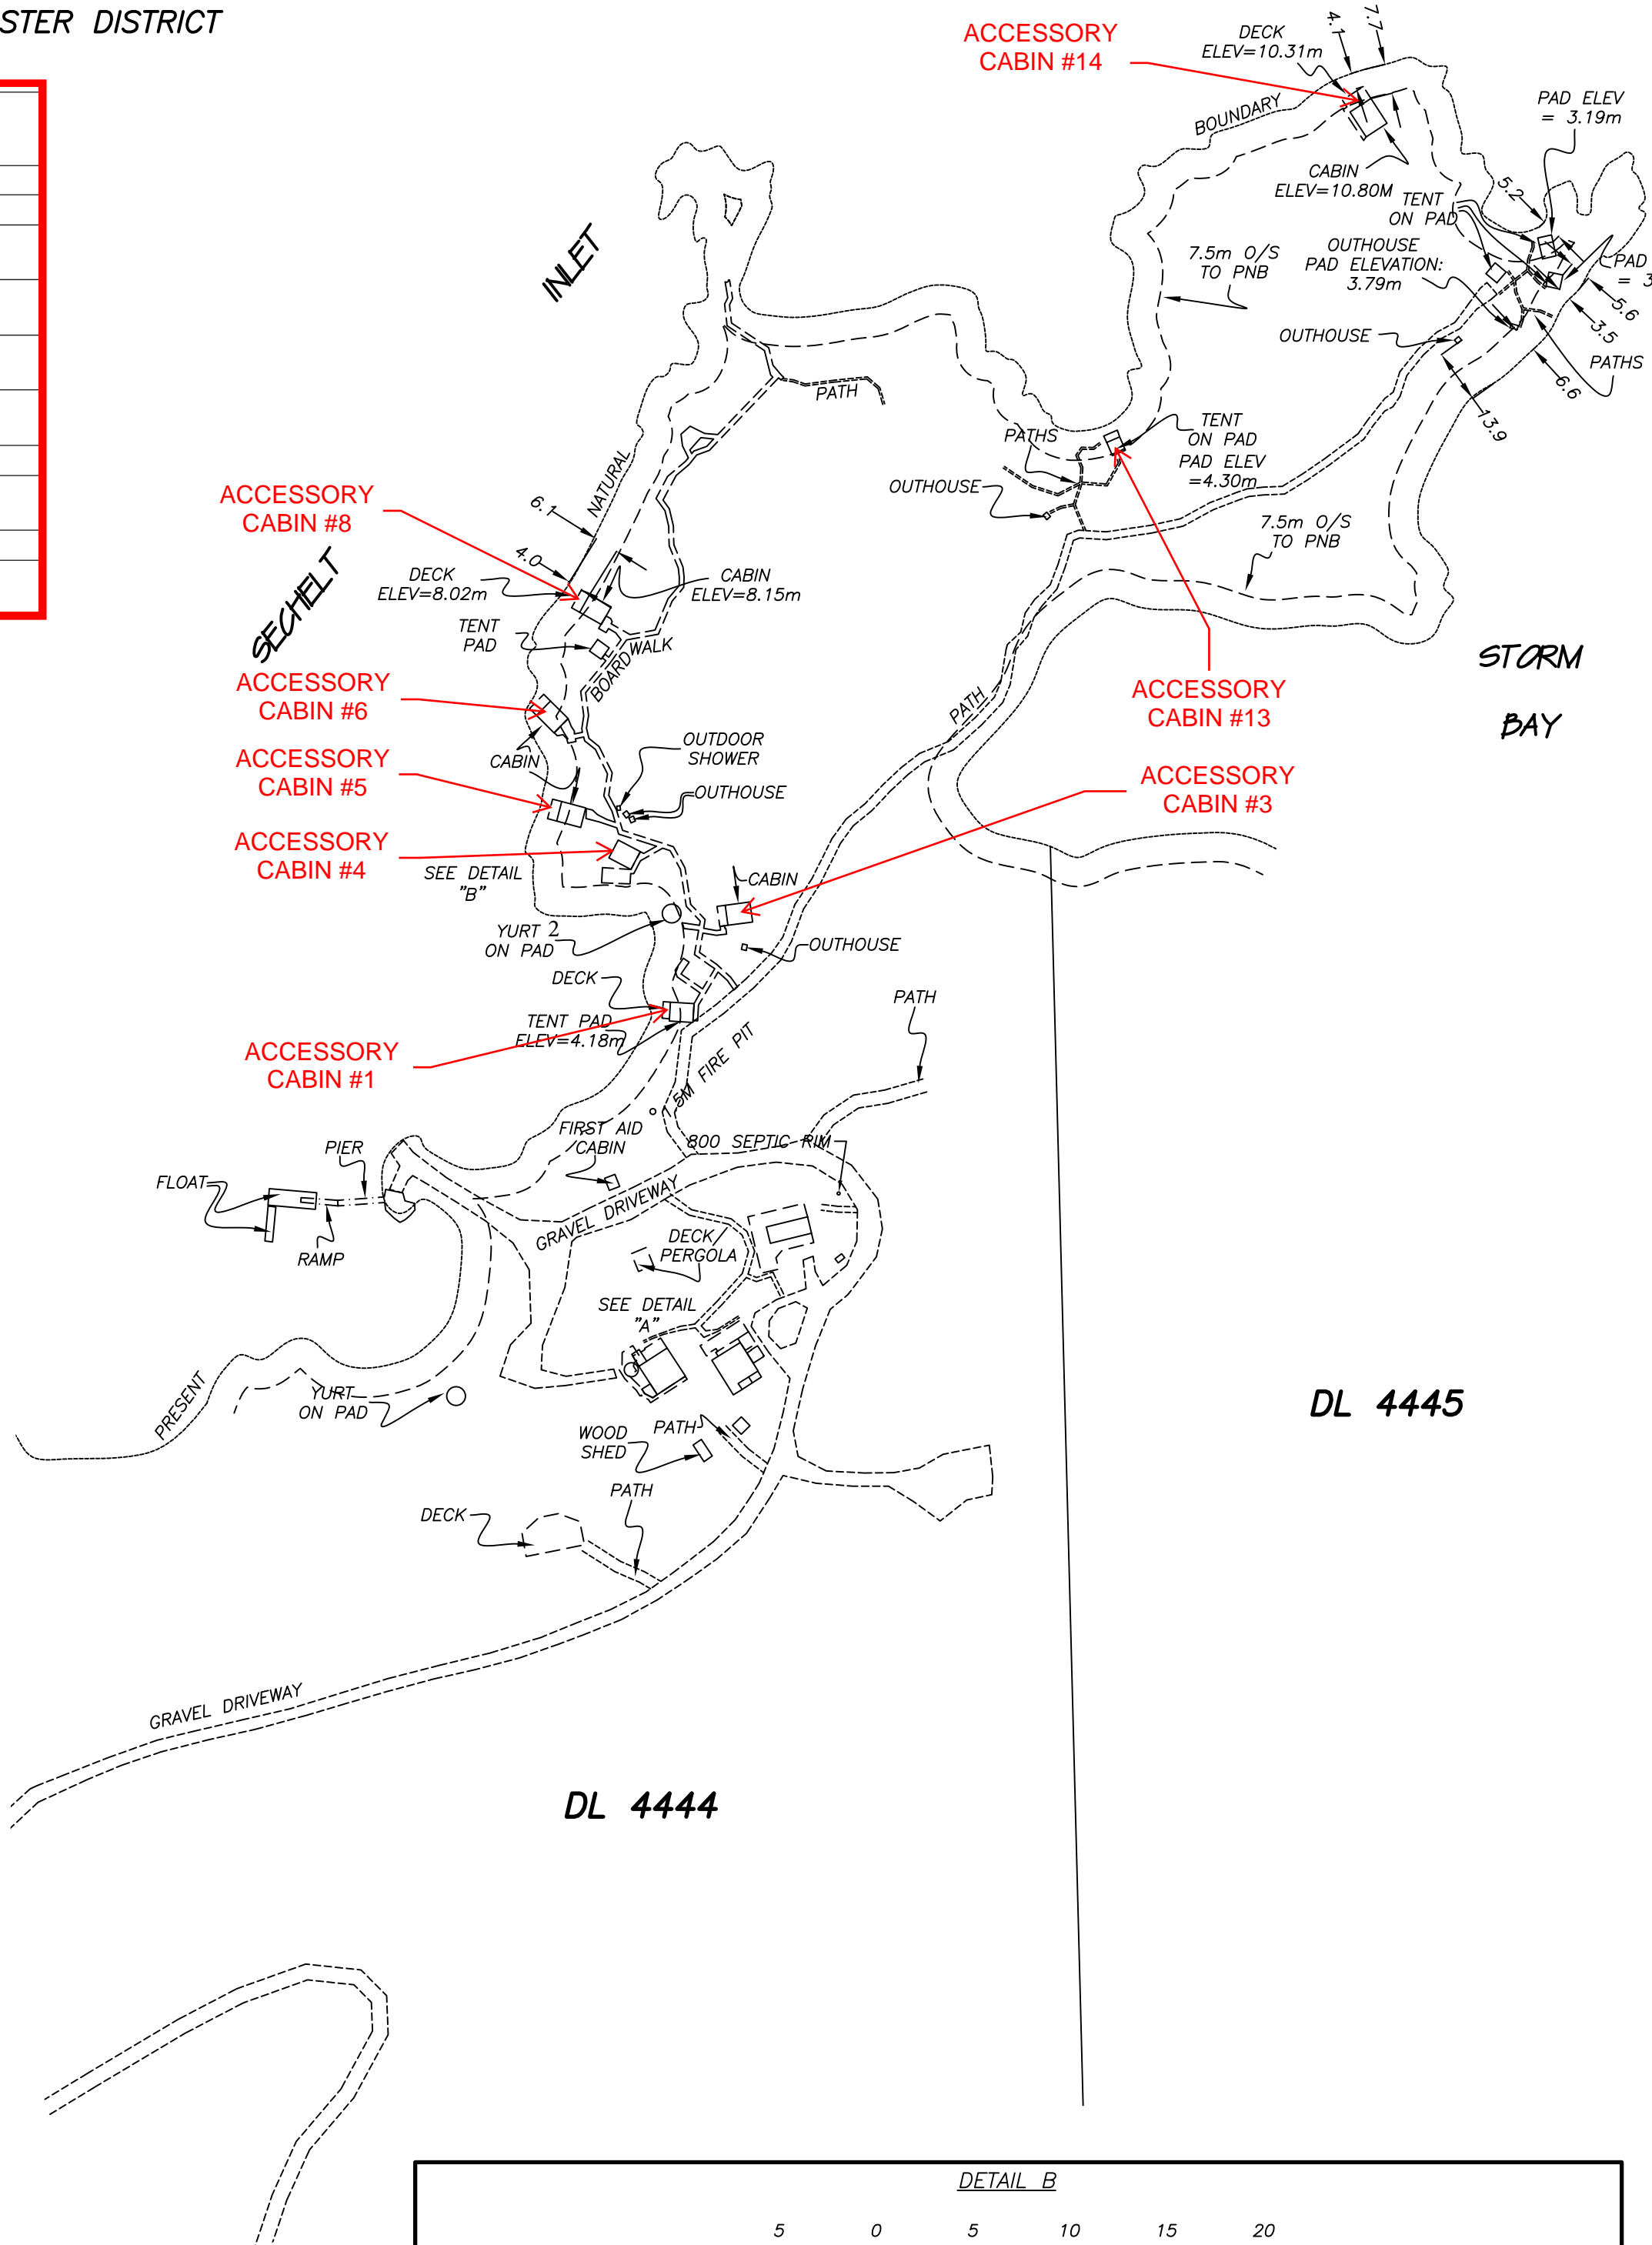 STER DISTRICT
ACCESSORY
CABIN #14
DECK
ELEV=10.31m
4.1
7.7
BOUNDARY
PAD ELEV
= 3.19m
CABIN
ELEV=10.80M
TENT
ON PAD
5.2
OUTHOUSE
PAD ELEVATION:
3.79m
PAD
= 3
5.6
3.5
PATHS
6.6
13.9
OUTHOUSE
7.5m O/S
TO PNB
INLET
PATH
PATHS
TENT
ON PAD
PAD ELEV
=4.30m
OUTHOUSE
7.5m O/S
TO PNB
NATURAL
ACCESSORY
CABIN #8
6.1
4.0
DECK
ELEV=8.02m
CABIN
ELEV=8.15m
SECHELT
TENT
PAD
BOARD
WALK
STORM
BAY
ACCESSORY
CABIN #6
ACCESSORY
CABIN #13
PATH
CABIN
OUTDOOR
SHOWER
OUTHOUSE
ACCESSORY
CABIN #5
ACCESSORY
CABIN #3
ACCESSORY
CABIN #4
SEE DETAIL
"B"
CABIN
YURT 2
ON PAD
OUTHOUSE
DECK
TENT PAD
ELEV=4.18m
PATH
ACCESSORY
CABIN #1
.5M FIRE PIT
FIRST AID
CABIN
800 SEPTIC RIM
PIER
FLOAT
RAMP
GRAVEL DRIVEWAY
DECK
PERGOLA
SEE DETAIL
"A"
PRESENT
YURT
ON PAD
DL 4445
WOOD
SHED
PATH
PATH
DECK
GRAVEL DRIVEWAY
DL 4444
DETAIL B
5 0 5 10 15 20